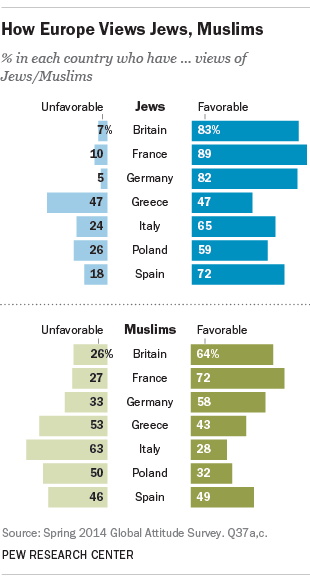 How Europe Views Jews, Muslims
% in each country who have ... views of
Jews/Muslims
Unfavorable Jews Favorable
7% Britain 83%
10 France 89
5 Germany 82
47 Greece 47
24 Italy 65
26 Poland 59
18 Spain 72
Unfavorable Muslims Favorable
26% Britain 64%
27 France 72
33 Germany 58
53 Greece 43
63 Italy 28
50 Poland 32
46 Spain 49
Source: Spring 2014 Global Attitude Survey. Q37a,c.
PEW RESEARCH CENTER